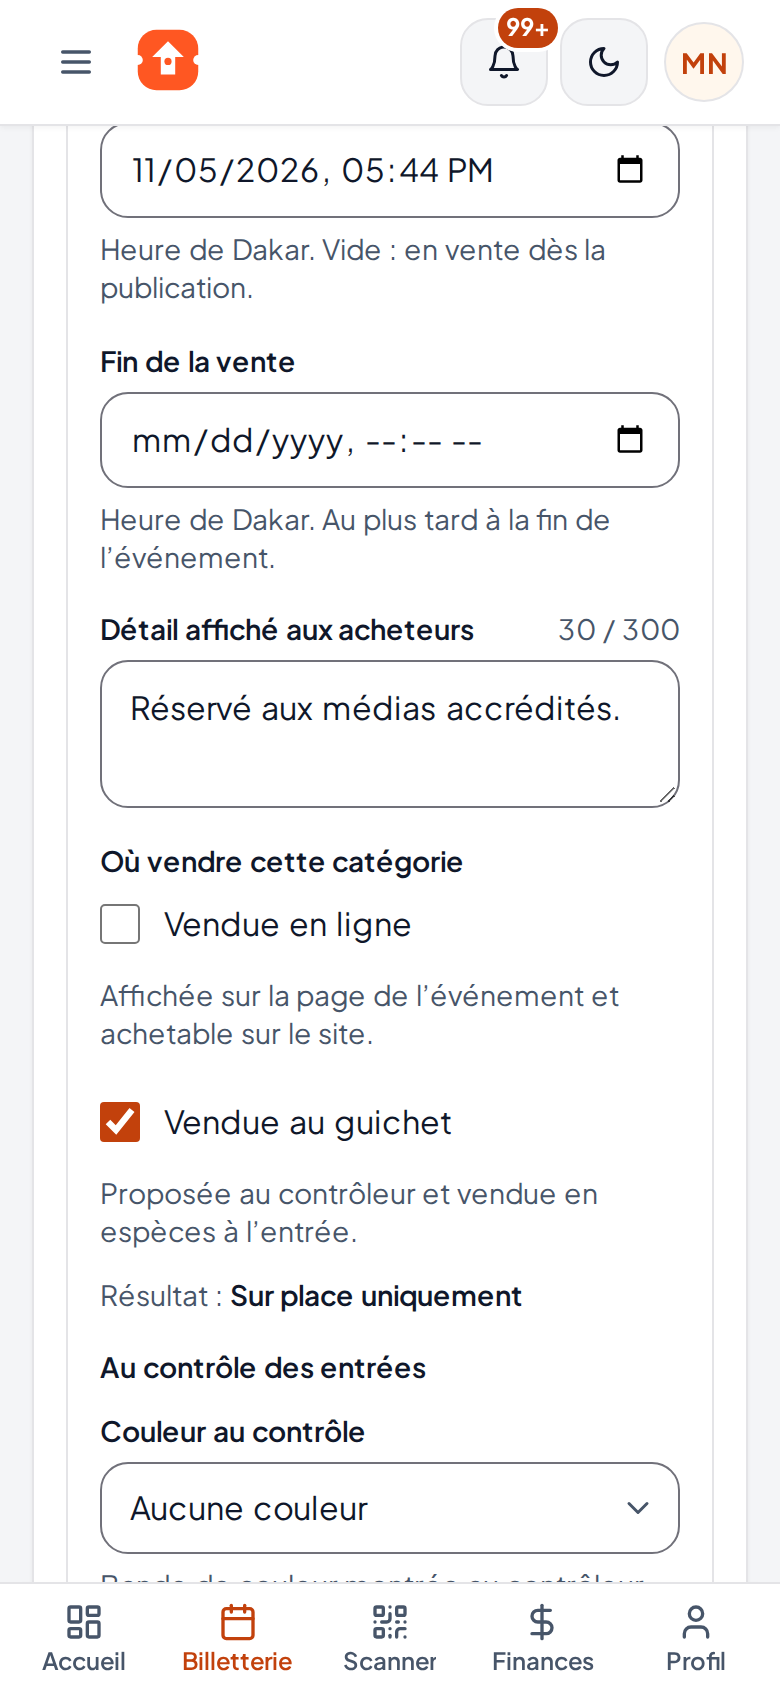 99+
MN
11/05/2026, 05:44 PM
Heure de Dakar. Vide : en vente dès la
publication.
Fin de la vente
mm/dd/yyyy, --:-- --
Heure de Dakar. Au plus tard à la fin de
l’événement.
Détail affiché aux acheteurs 30 / 300
Réservé aux médias accrédités.
Où vendre cette catégorie
Vendue en ligne
Affichée sur la page de l’événement et
achetable sur le site.
Vendue au guichet
Proposée au contrôleur et vendue en
espèces à l’entrée.
Résultat : Sur place uniquement
Au contrôle des entrées
Couleur au contrôle
Aucune couleur
Accueil Billetterie Scanner Finances Profil